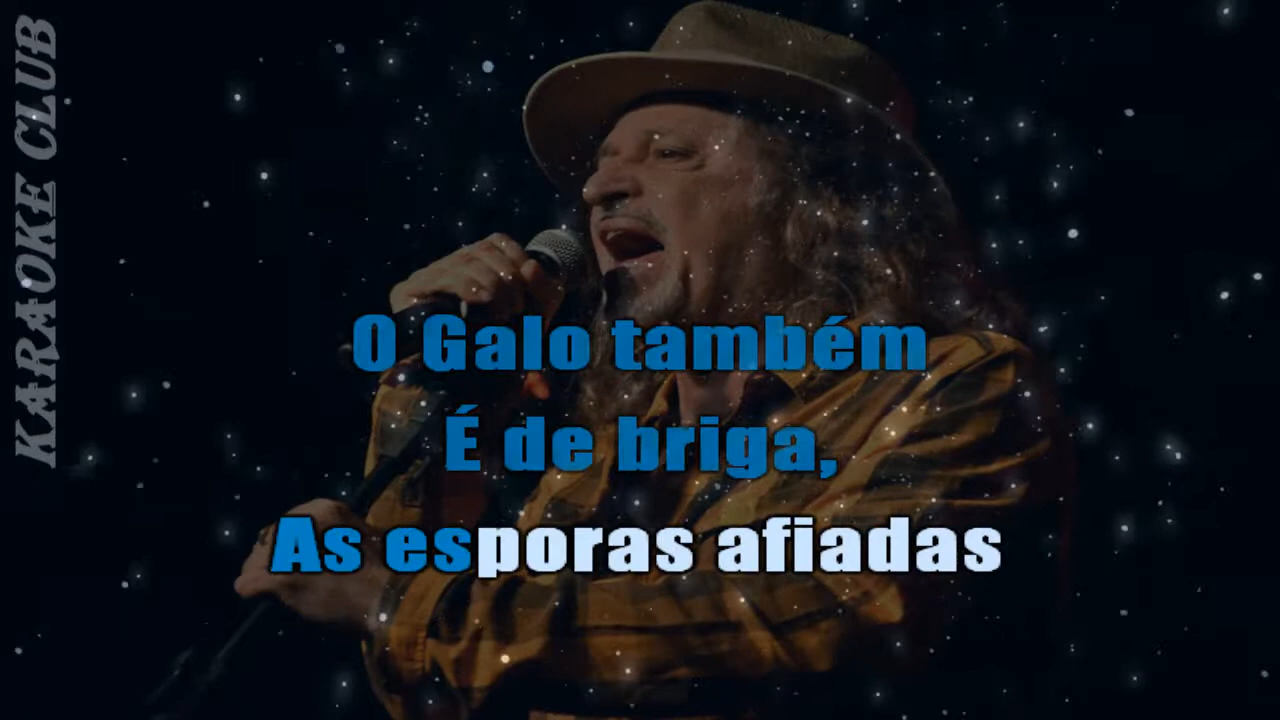 KARAOKE CLUB
O Galo também
É de briga,
As esporas afiadas